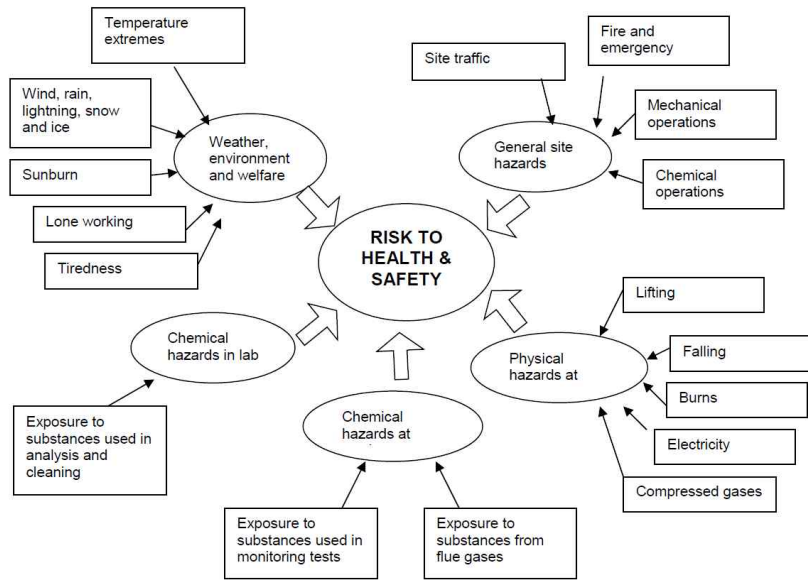 Temperature
extremes
Wind, rain,
lightning, snow
and ice
Sunburn
Lone working
Tiredness
Weather,
environment
and welfare
Site traffic
Fire and
emergency
Mechanical
operations
Chemical
operations
General site
hazards
RISK TO
HEALTH &
SAFETY
Chemical
hazards in lab
Exposure to
substances used in
analysis and
cleaning
Chemical
hazards at
Exposure to
substances used in
monitoring tests
Exposure to
substances from
flue gases
Physical
hazards at
Lifting
Falling
Burns
Electricity
Compressed gases